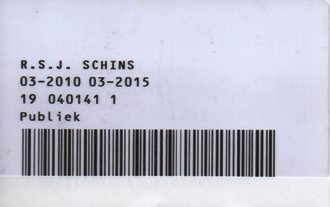 R.S.J. SCHINS
03-2010 03-2015
19 040141 1
Publiek